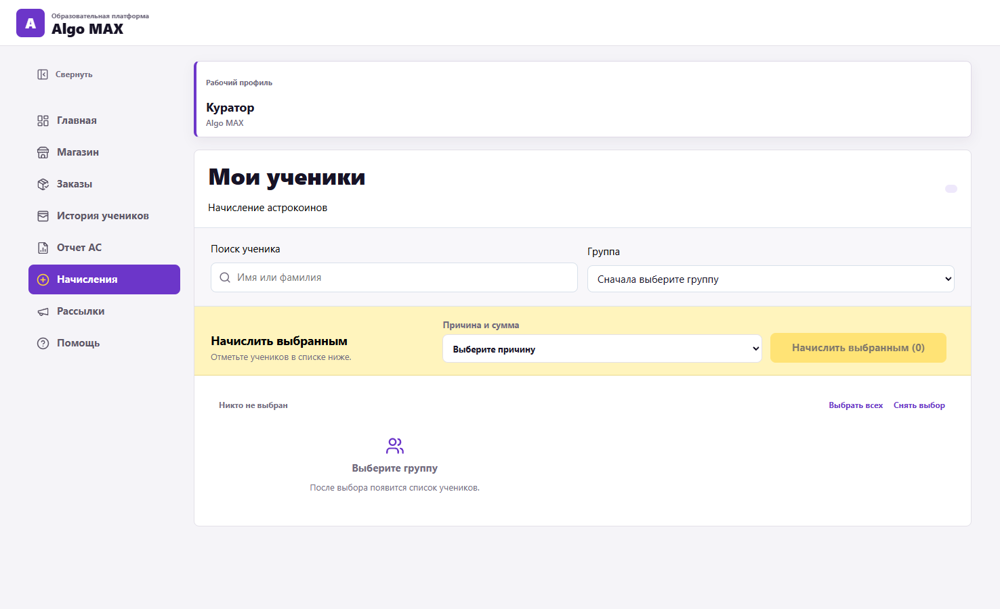 A
Образовательная платформа
Algo MAX
Свернуть
Главная
Магазин
Заказы
История учеников
Отчет АС
Начисления
Рассылки
Помощь
Рабочий профиль
Куратор
Algo MAX
Мои ученики
Начисление астрокоинов
Поиск ученика
Имя или фамилия
Группа
Сначала выберите группу
Начислить выбранным
Отметьте учеников в списке ниже.
Причина и сумма
Выберите причину
Начислить выбранным (0)
Никто не выбран
Выбрать всех
Снять выбор
Выберите группу
После выбора появится список учеников.